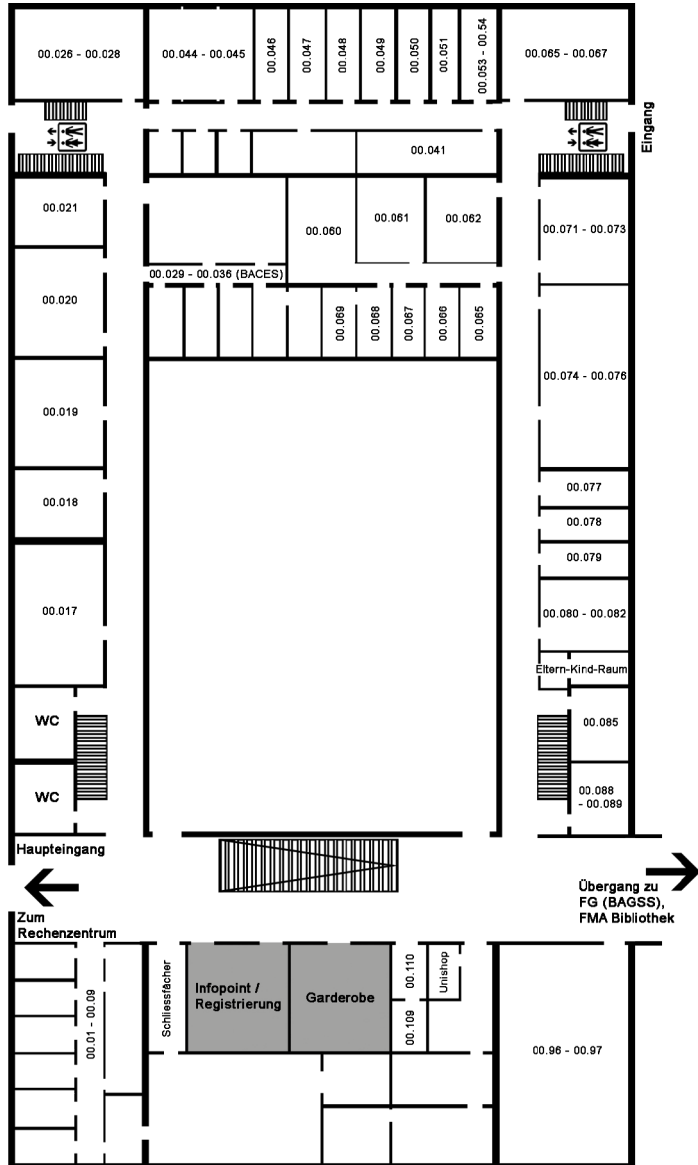 00.026 - 00.028
00.044 - 00.045
00.046
00.047
00.048
00.049
00.050
00.051
00.053 - 00.54
00.065 - 00.067
Eingang
00.041
00.021
00.060
00.061
00.062
00.071 - 00.073
00.029 - 00.036 (BACES)
00.020
00.069
00.068
00.067
00.066
00.065
00.074 - 00.076
00.019
00.077
00.018
00.078
00.079
00.017
00.080 - 00.082
Eltern-Kind-Raum
WC
00.085
WC
00.088
- 00.089
Haupteingang
Übergang zu
FG (BAGSS),
FMA Bibliothek
Zum
Rechenzentrum
00.01 - 00.09
Schliessfächer
Infopoint /
Registrierung
Garderobe
00.110
00.109
Unishop
00.96 - 00.97